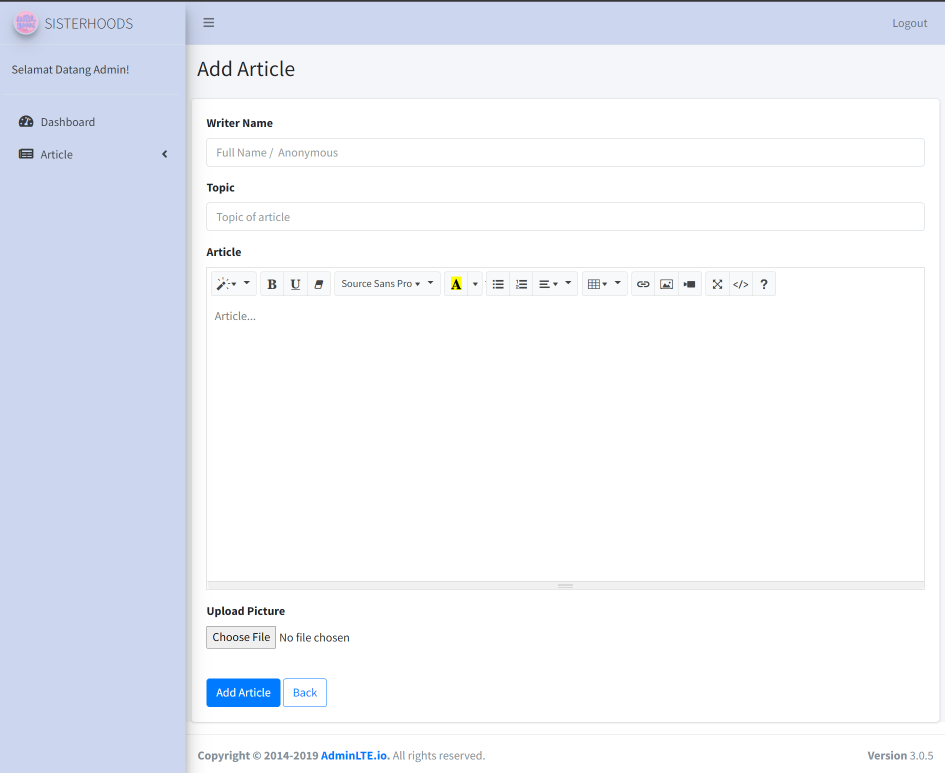 SISTERHOODS
Logout
Selamat Datang Admin!
Dashboard
Article
Add Article
Writer Name
Full Name / Anonymous
Topic
Topic of article
Article
B U Source Sans Pro A </> ?
Article...
Upload Picture
Choose File No file chosen
Add Article Back
Copyright © 2014-2019 AdminLTE.io. All rights reserved.
Version 3.0.5